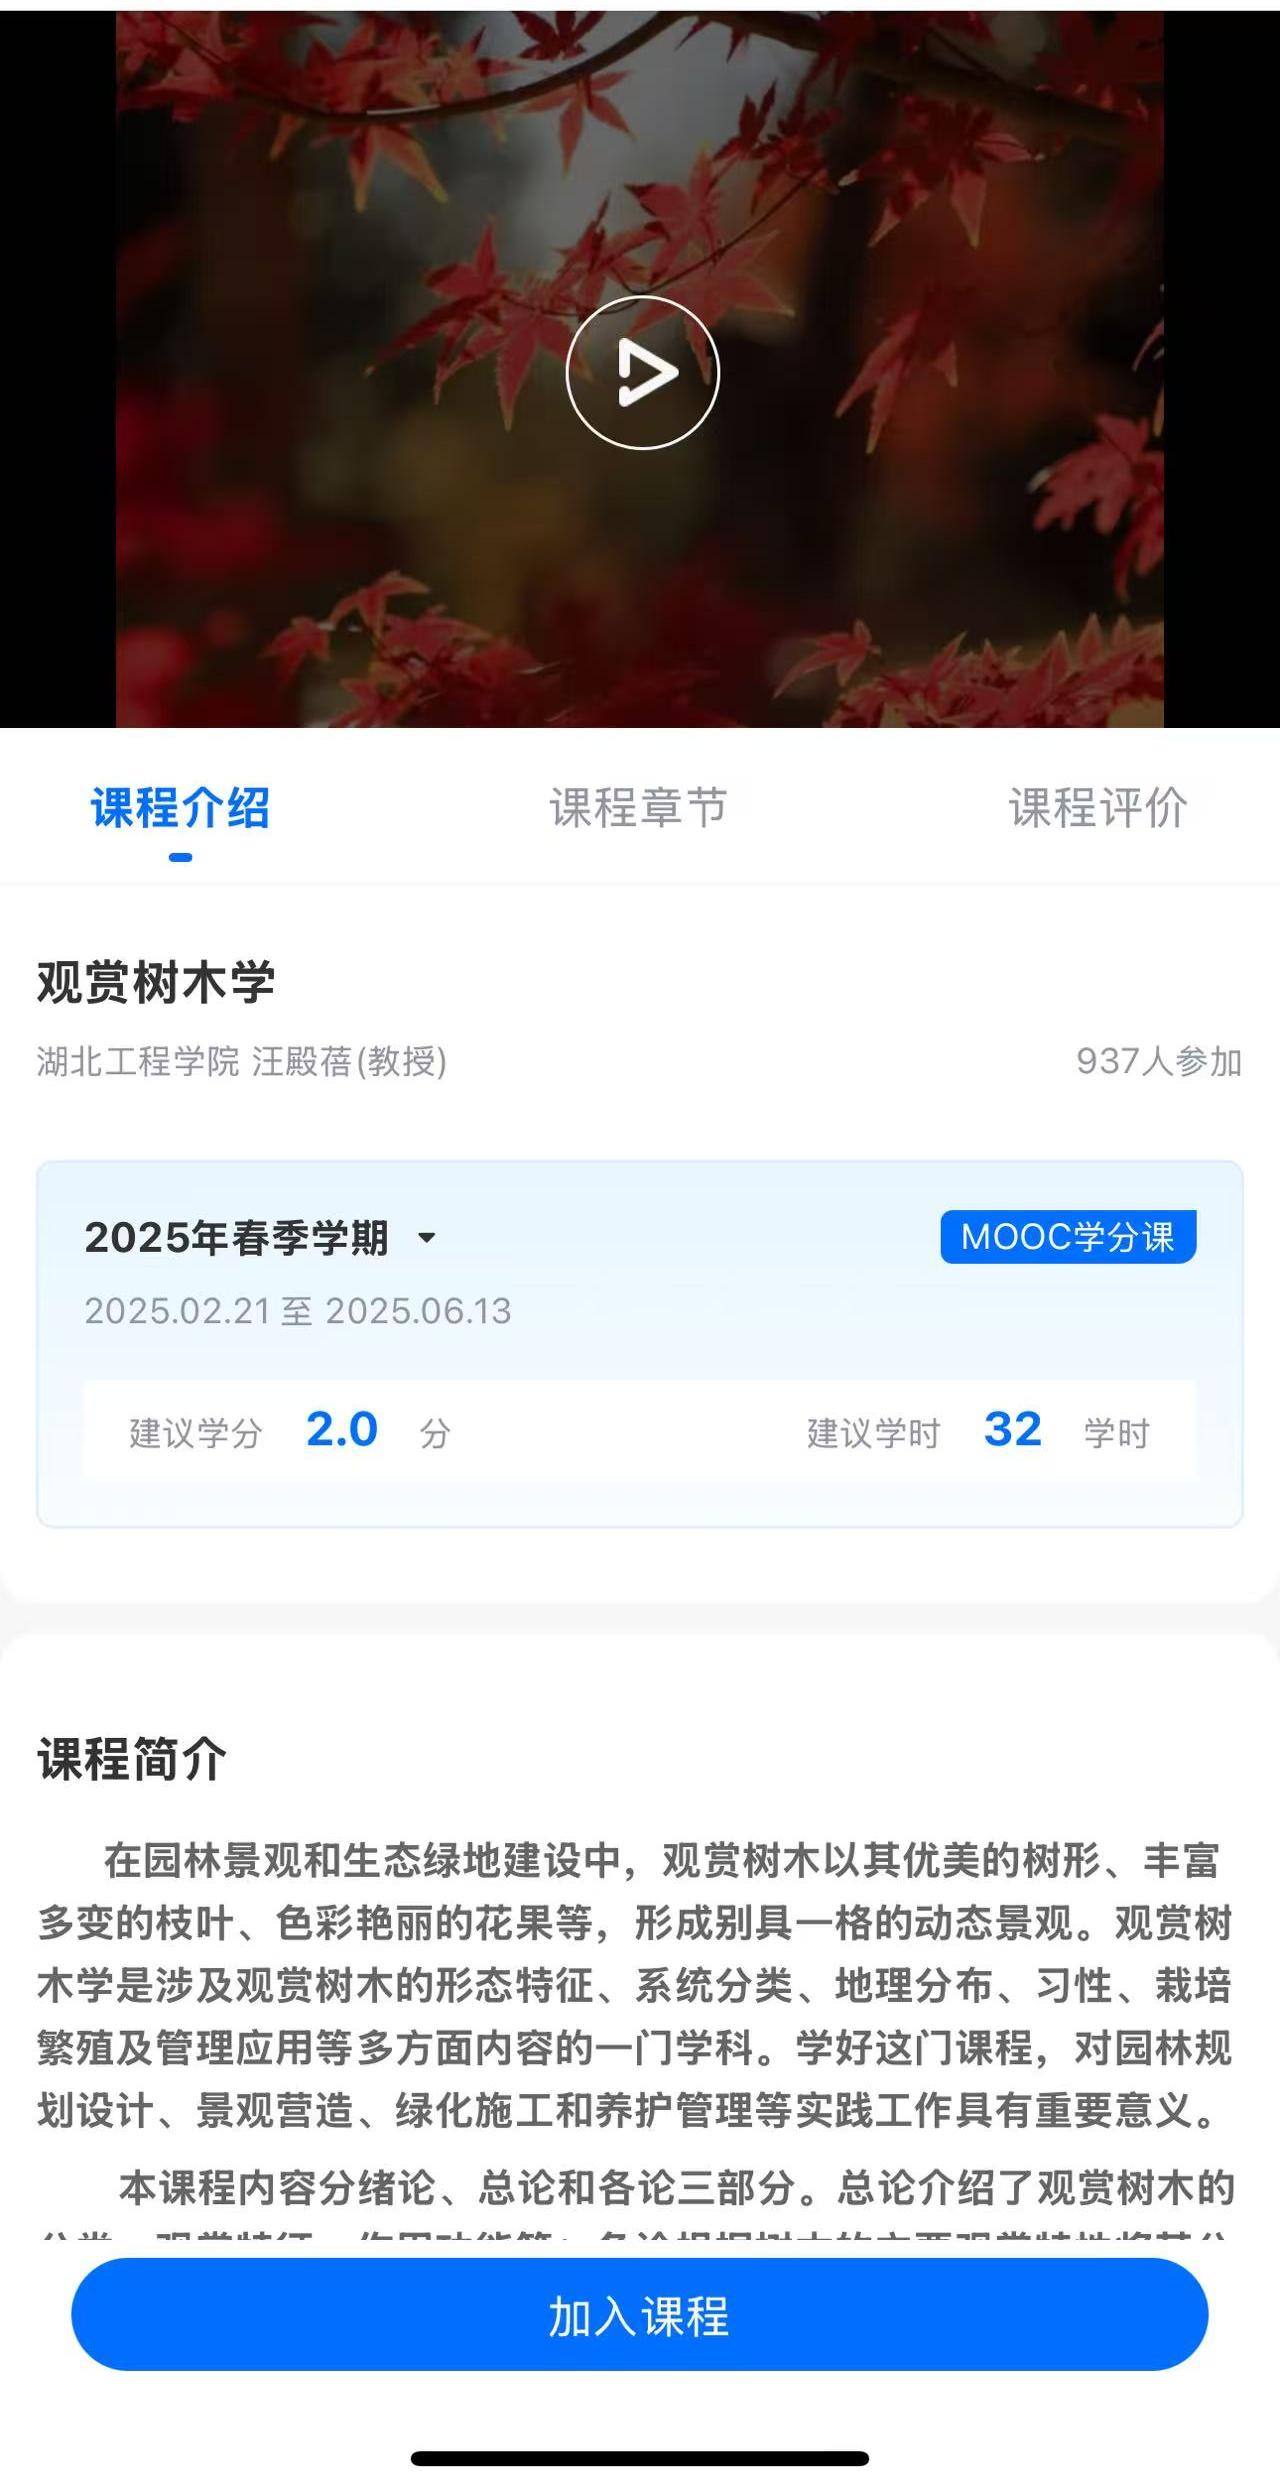 课程介绍 课程章节 课程评价
观赏树木学
湖北工程学院 汪殿蓓(教授) 937人参加
2025年春季学期 MOOC学分课
2025.02.21 至 2025.06.13
建议学分 2.0 分 建议学时 32 学时
课程简介
在园林景观和生态绿地建设中，观赏树木以其优美的树形、丰富
多变的枝叶、色彩艳丽的花果等，形成别具一格的动态景观。观赏树
木学是涉及观赏树木的形态特征、系统分类、地理分布、习性、栽培
繁殖及管理应用等多方面内容的一门学科。学好这门课程，对园林规
划设计、景观营造、绿化施工和养护管理等实践工作具有重要意义。
本课程内容分绪论、总论和各论三部分。总论介绍了观赏树木的
加入课程